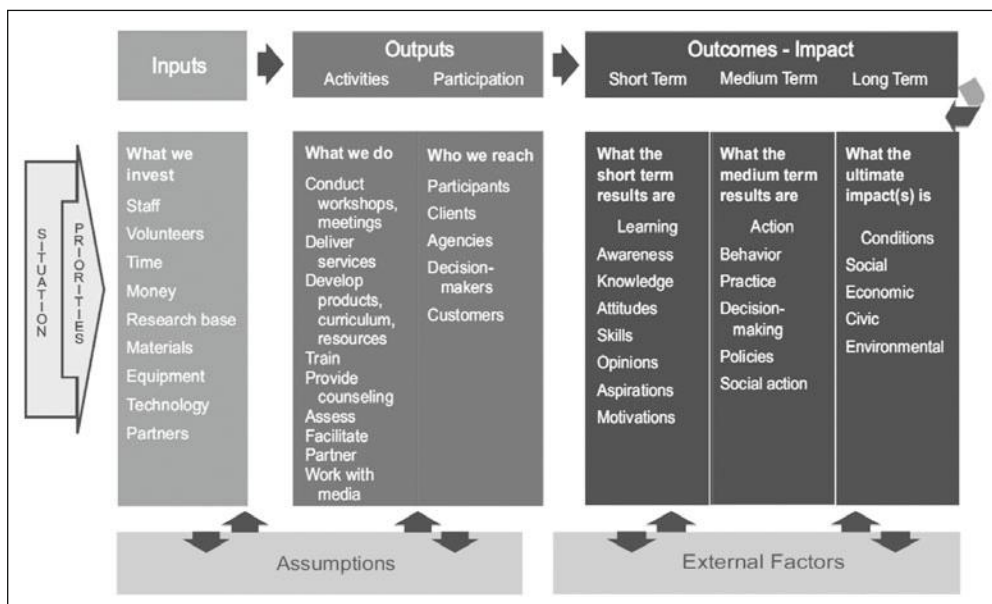 Inputs
Outputs
Activities
Participation
Outcomes - Impact
Short Term
Medium Term
Long Term
SITUATION
PRIORITIES
What we
invest
Staff
Volunteers
Time
Money
Research base
Materials
Equipment
Technology
Partners
What we do
Conduct
workshops,
meetings
Deliver
services
Develop
products,
curriculum,
resources
Train
Provide
counseling
Assess
Facilitate
Partner
Work with
media
Who we reach
Participants
Clients
Agencies
Decision-
makers
Customers
What the
short term
results are
Learning
Awareness
Knowledge
Attitudes
Skills
Opinions
Aspirations
Motivations
What the
medium term
results are
Action
Behavior
Practice
Decision-
making
Policies
Social action
What the
ultimate
impact(s) is
Conditions
Social
Economic
Civic
Environmental
Assumptions
External Factors